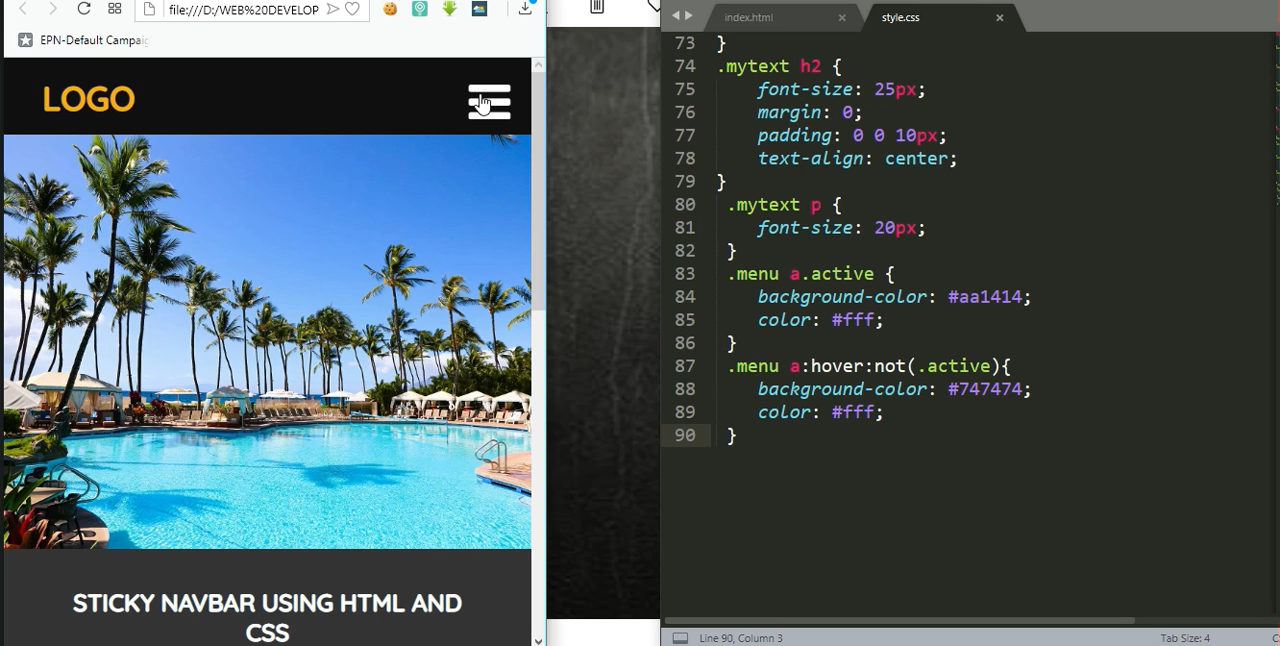 file:///D:/WEB%20DEVELOP
EPN-Default Campaig
LOGO
STICKY NAVBAR USING HTML AND
CSS
index.html
style.css
73 }
74 .mytext h2 {
75 font-size: 25px;
76 margin: 0;
77 padding: 0 0 10px;
78 text-align: center;
79 }
80 .mytext p {
81 font-size: 20px;
82 }
83 .menu a.active {
84 background-color: #aa1414;
85 color: #fff;
86 }
87 .menu a:hover:not(.active){
88 background-color: #747474;
89 color: #fff;
90 }
Line 90, Column 3
Tab Size: 4